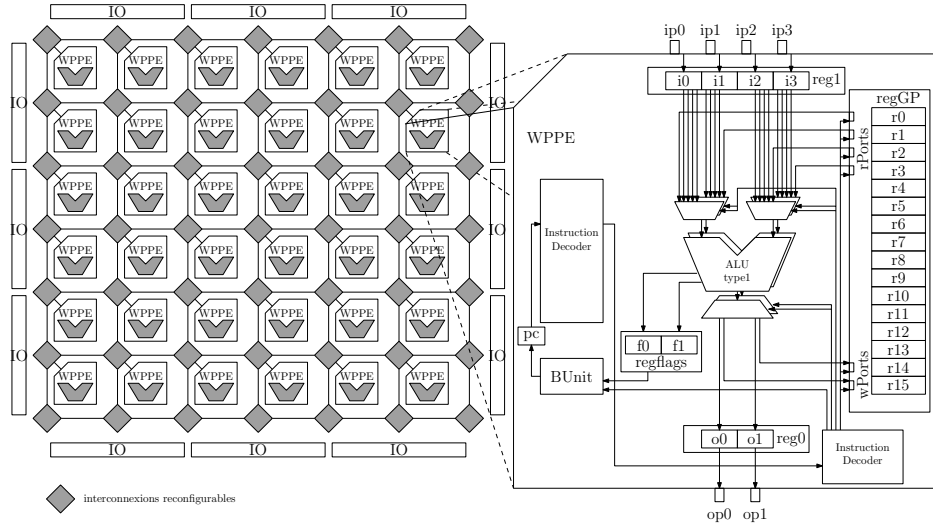 IO IO IO
WPPE WPPE WPPE WPPE WPPE WPPE
IO IO
WPPE WPPE WPPE WPPE WPPE WPPE
WPPE WPPE WPPE WPPE WPPE WPPE
IO IO
WPPE WPPE WPPE WPPE WPPE WPPE
WPPE WPPE WPPE WPPE WPPE WPPE
IO IO
WPPE WPPE WPPE WPPE WPPE WPPE
IO IO IO
interconnexions reconfigurables
WPPE
ip0 ip1 ip2 ip3
i0 i1 i2 i3 reg1
regGP
rPorts
r0
r1
r2
r3
r4
r5
r6
r7
r8
r9
r10
r11
r12
r13
r14
r15
wPorts
Instruction
Decoder
ALU
type1
pc
f0 f1
regflags
BUnit
o0 o1 reg0
Instruction
Decoder
op0 op1